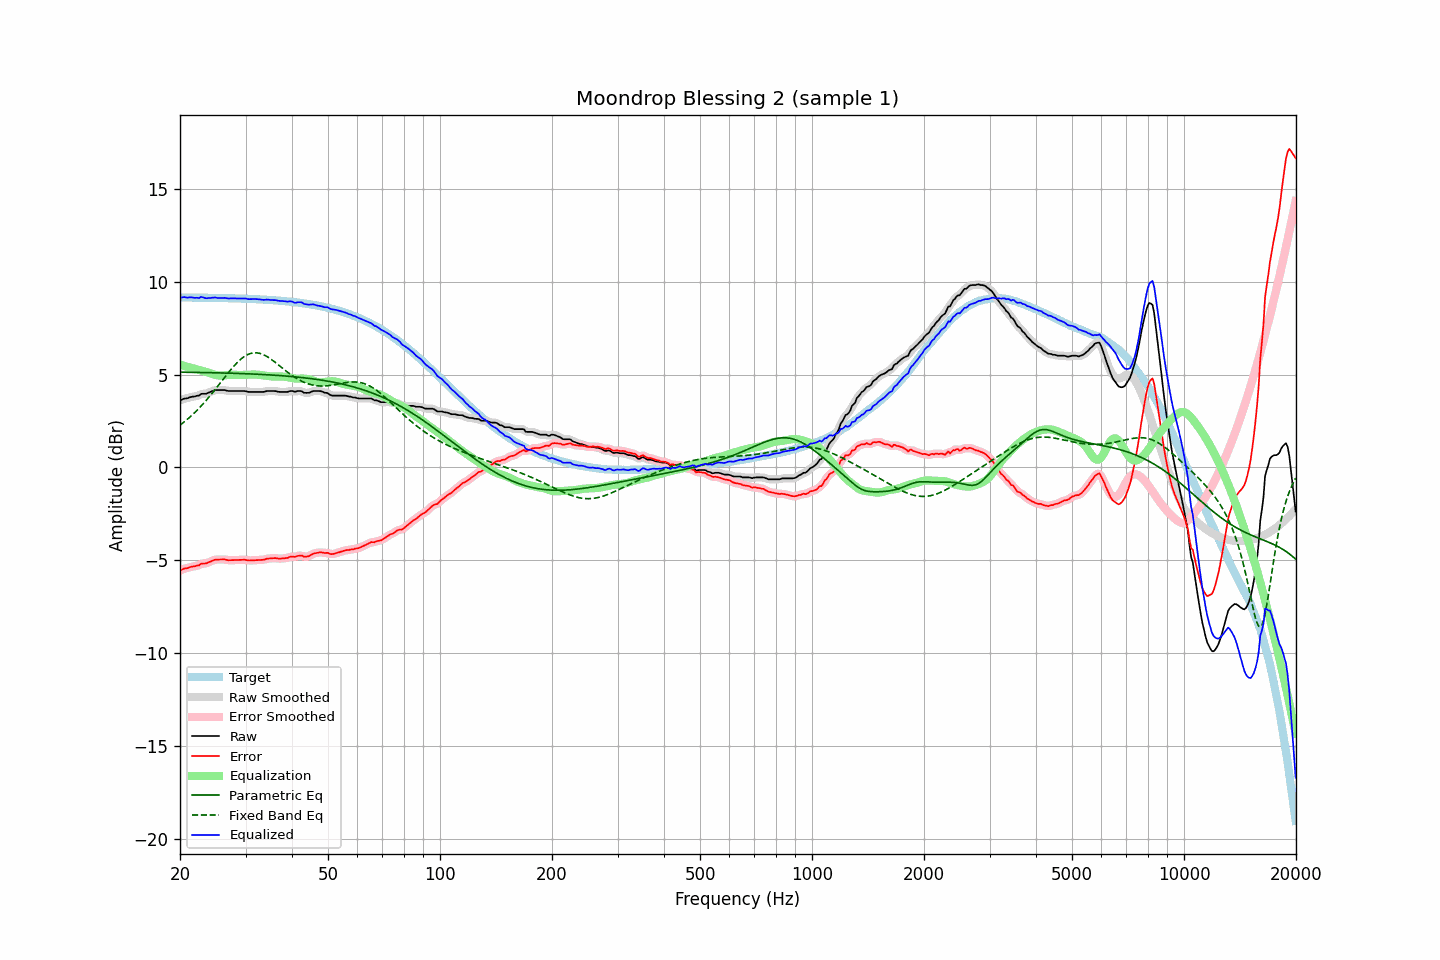 Moondrop Blessing 2 (sample 1)
Amplitude (dBr)
15
10
5
0
−5
−10
−15
−20
Target
Raw Smoothed
Error Smoothed
Raw
Error
Equalization
Parametric Eq
Fixed Band Eq
Equalized
20 50 100 200 500 1000 2000 5000 10000 20000
Frequency (Hz)